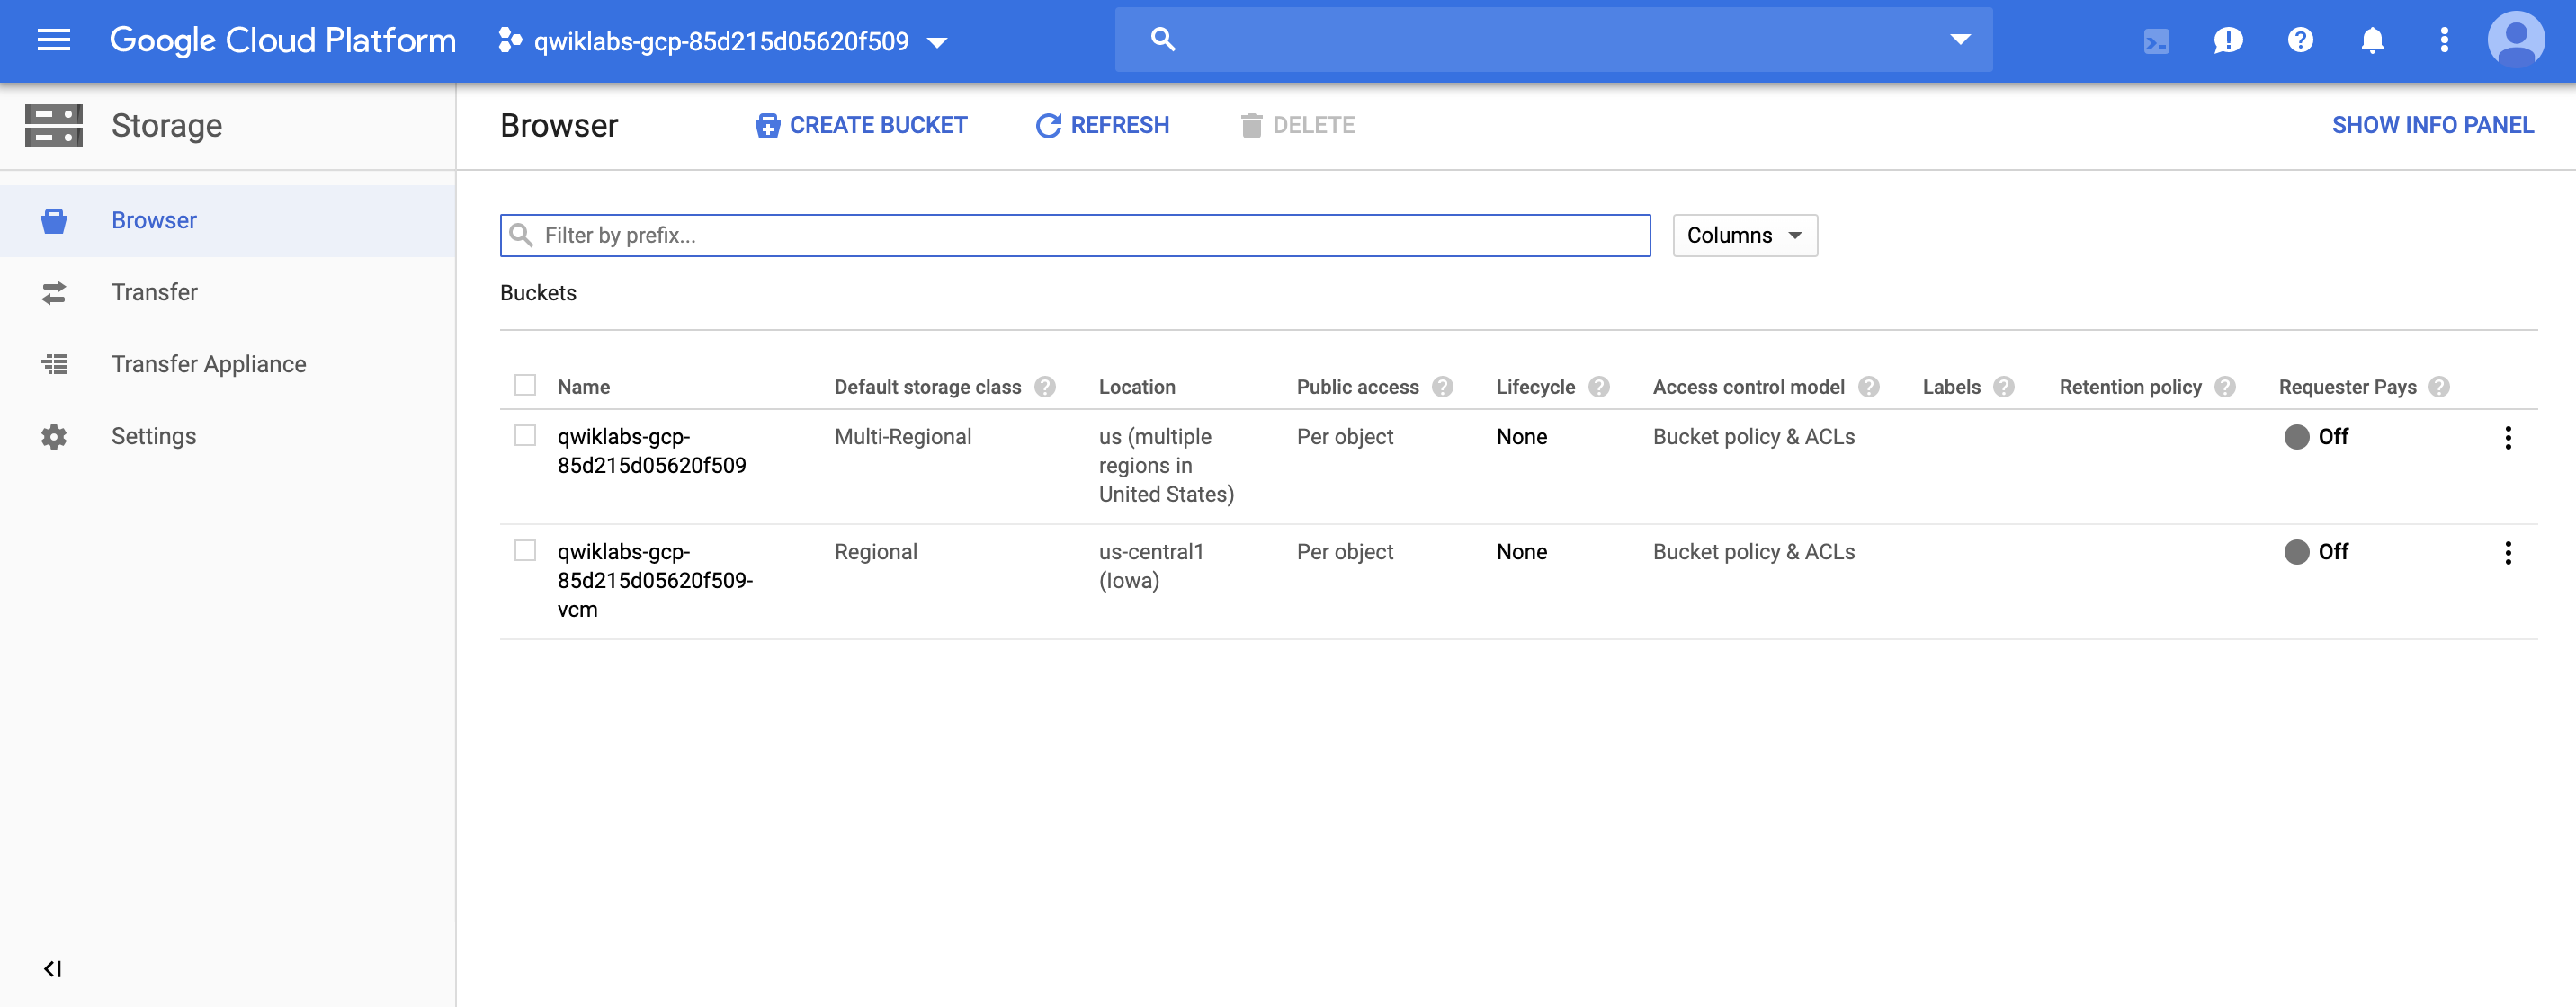 Google Cloud Platform
qwiklabs-gcp-85d215d05620f509
Storage
Browser
Transfer
Transfer Appliance
Settings
Browser
CREATE BUCKET
REFRESH
DELETE
SHOW INFO PANEL
Filter by prefix...
Columns
Buckets
Name Default storage class Location Public access Lifecycle Access control model Labels Retention policy Requester Pays
qwiklabs-gcp- Multi-Regional us (multiple Per object None Bucket policy & ACLs Off
85d215d05620f509 regions in
United States)
qwiklabs-gcp- Regional us-central1 Per object None Bucket policy & ACLs Off
85d215d05620f509- (Iowa)
vcm